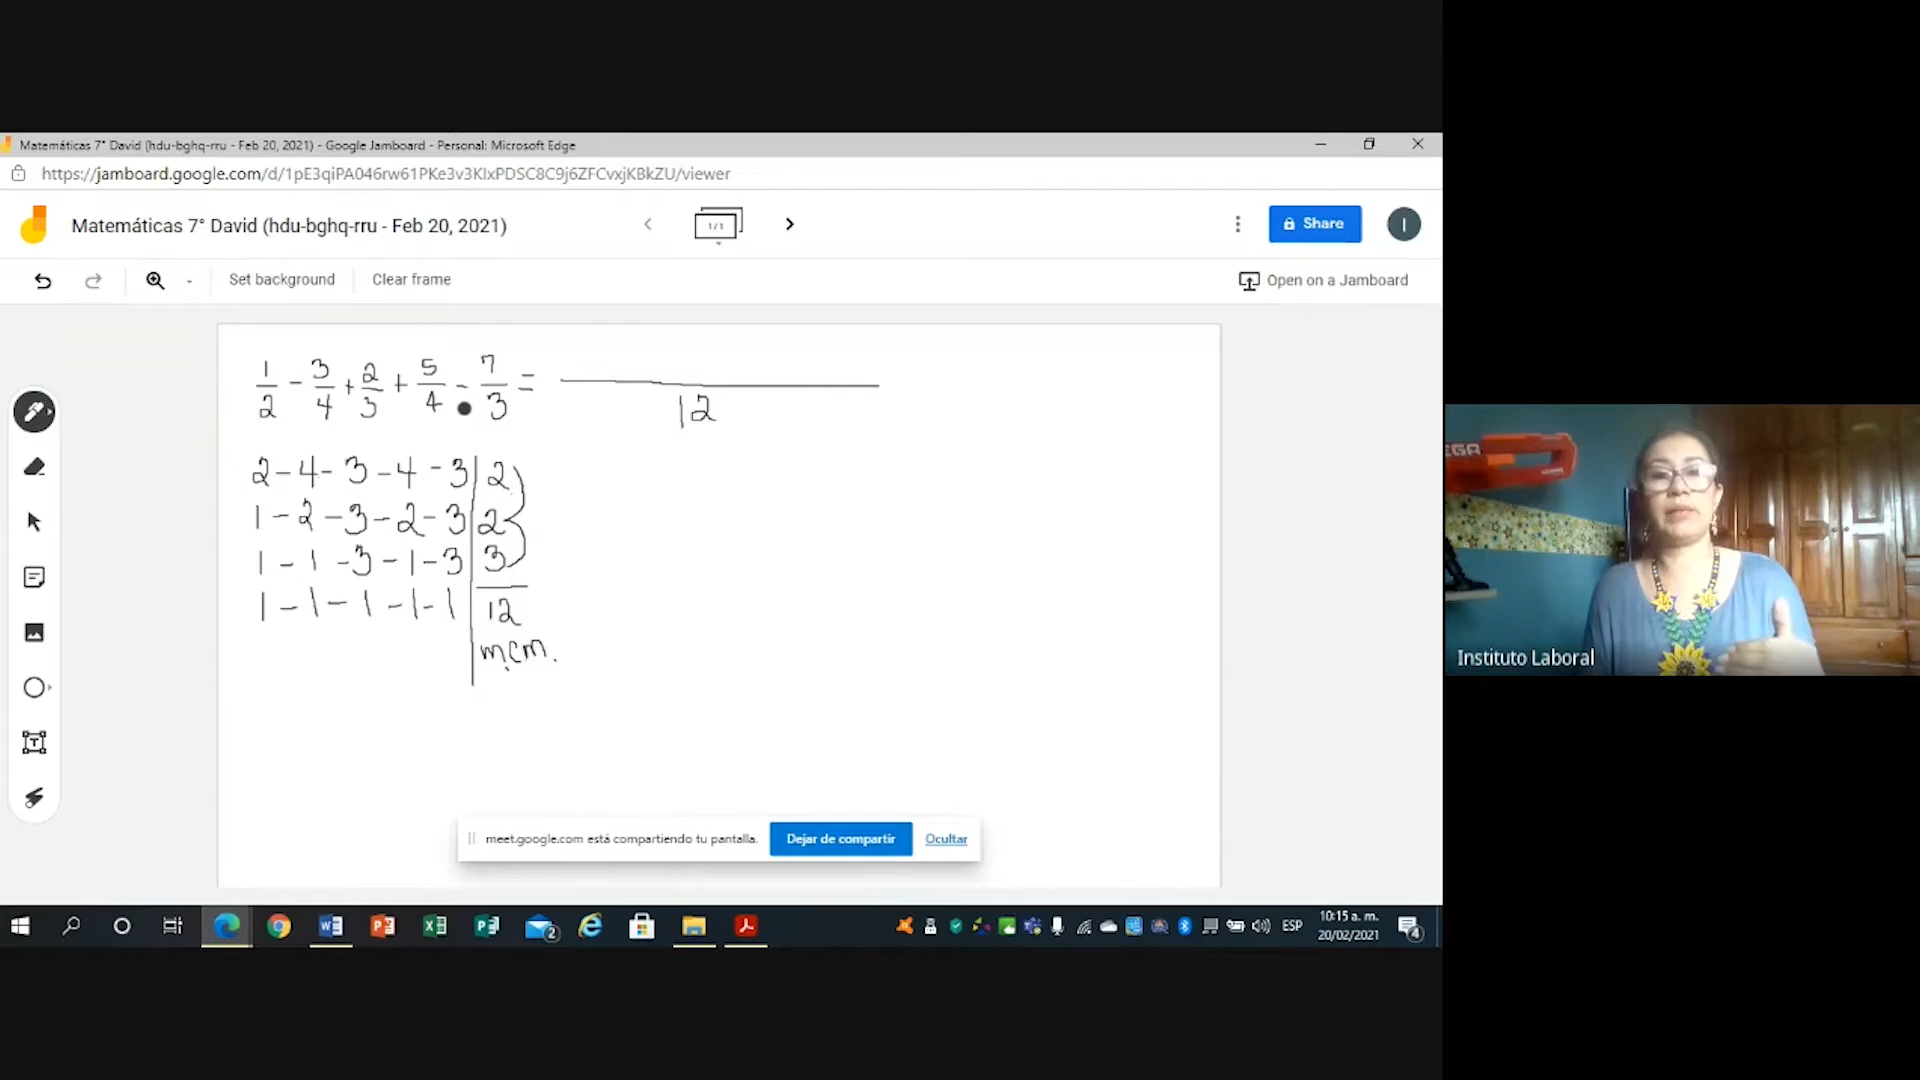 Matemáticas 7° David (hdu-bghq-rru - Feb 20, 2021) - Google Jamboard - Personal: Microsoft Edge
https://jamboard.google.com/d/1pE3qiPA046rw61PKe3v3KIxPDSC8C9j6ZFCvxjKBkZU/viewer
Matemáticas 7° David (hdu-bghq-rru - Feb 20, 2021)
1/1
Share
I
Set background
Clear frame
Open on a Jamboard
1/2 - 3/4 + 2/3 + 5/4 - 7/3 = /12
2-4-3-4-3|2
1-2-3-2-3|2
1-1-3-1-3|3
1-1-1-1-1|12
m.c.m.
EGA
Instituto Laboral
meet.google.com está compartiendo tu pantalla.
Dejar de compartir
Ocultar
2
ESP
10:15 a. m.
20/02/2021
4